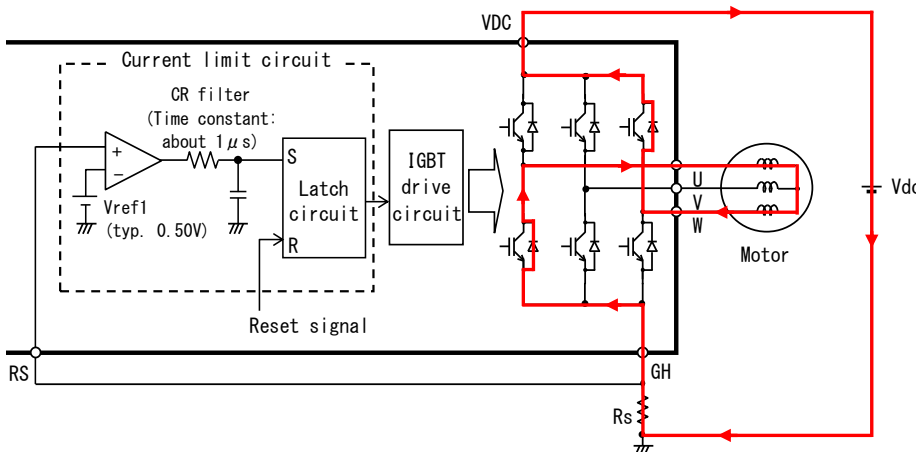 VDC
Current limit circuit
CR filter
(Time constant:
about 1μs)
+
−
S
Latch
circuit
R
IGBT
drive
circuit
Vref1
(typ. 0.50V)
Reset signal
U
V
W
Motor
Vdc
RS
GH
Rs